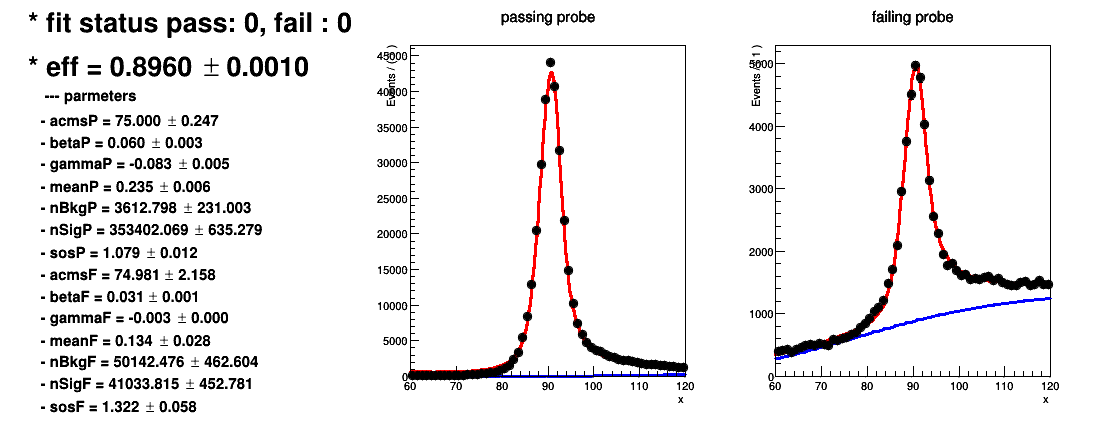 * fit status pass: 0, fail : 0
* eff = 0.8960 ± 0.0010
--- parmeters
- acmsP = 75.000 ± 0.247
- betaP = 0.060 ± 0.003
- gammaP = -0.083 ± 0.005
- meanP = 0.235 ± 0.006
- nBkgP = 3612.798 ± 231.003
- nSigP = 353402.069 ± 635.279
- sosP = 1.079 ± 0.012
- acmsF = 74.981 ± 2.158
- betaF = 0.031 ± 0.001
- gammaF = -0.003 ± 0.000
- meanF = 0.134 ± 0.028
- nBkgF = 50142.476 ± 462.604
- nSigF = 41033.815 ± 452.781
- sosF = 1.322 ± 0.058
passing probe
Events / ( 1 )
45000
40000
35000
30000
25000
20000
15000
10000
5000
0
60 70 80 90 100 110 120
x
failing probe
Events / ( 1 )
5000
4000
3000
2000
1000
0
60 70 80 90 100 110 120
x